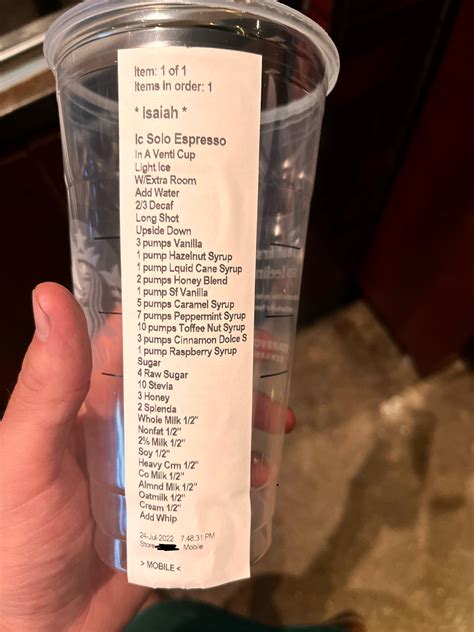 Item: 1 of 1
Items in order: 1
* Isaiah *
Ic Solo Espresso
In A Venti Cup
Light Ice
W/Extra Room
Add Water
2/3 Decaf
Long Shot
Upside Down
3 pumps Vanilla
1 pump Hazelnut Syrup
1 pump Lquid Cane Syrup
2 pumps Honey Blend
1 pump Sf Vanilla
5 pumps Caramel Syrup
7 pumps Peppermint Syrup
10 pumps Toffee Nut Syrup
3 pumps Cinnamon Dolce S
1 pump Raspberry Syrup
Sugar
4 Raw Sugar
10 Stevia
3 Honey
2 Splenda
Whole Milk 1/2"
Nonfat 1/2"
2% Milk 1/2"
Soy 1/2"
Heavy Crm 1/2"
Co Milk 1/2"
Almnd Mlk 1/2"
Oatmilk 1/2"
Cream 1/2"
Add Whip
24-Jul-2022 7:48:31 PM
Store Mobile
> MOBILE <